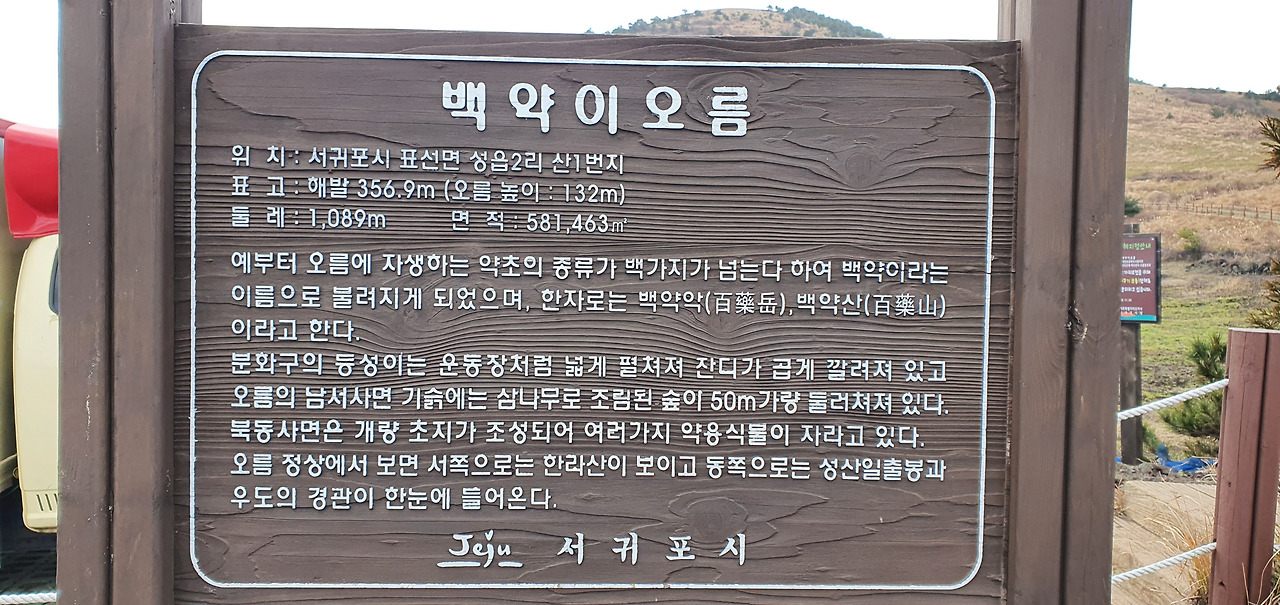 백약이오름
위 치 : 서귀포시 표선면 성읍2리 산1번지
표 고 : 해발 356.9m (오름 높이 : 132m)
둘 레 : 1,089m 면 적 : 581,463㎡
예부터 오름에 자생하는 약초의 종류가 백가지가 넘는다 하여 백약이라는
이름으로 불려지게 되었으며, 한자로는 백약악(百藥岳),백약산(百藥山)
이라고 한다.
분화구의 등성이는 운동장처럼 넓게 펼쳐져 잔디가 곱게 깔려져 있고
오름의 남서사면 기슭에는 삼나무로 조림된 숲이 50m가량 둘러쳐져 있다.
북동사면은 개량 초지가 조성되어 여러가지 약용식물이 자라고 있다.
오름 정상에서 보면 서쪽으로는 한라산이 보이고 동쪽으로는 성산일출봉과
우도의 경관이 한눈에 들어온다.
Jeju 서귀포시